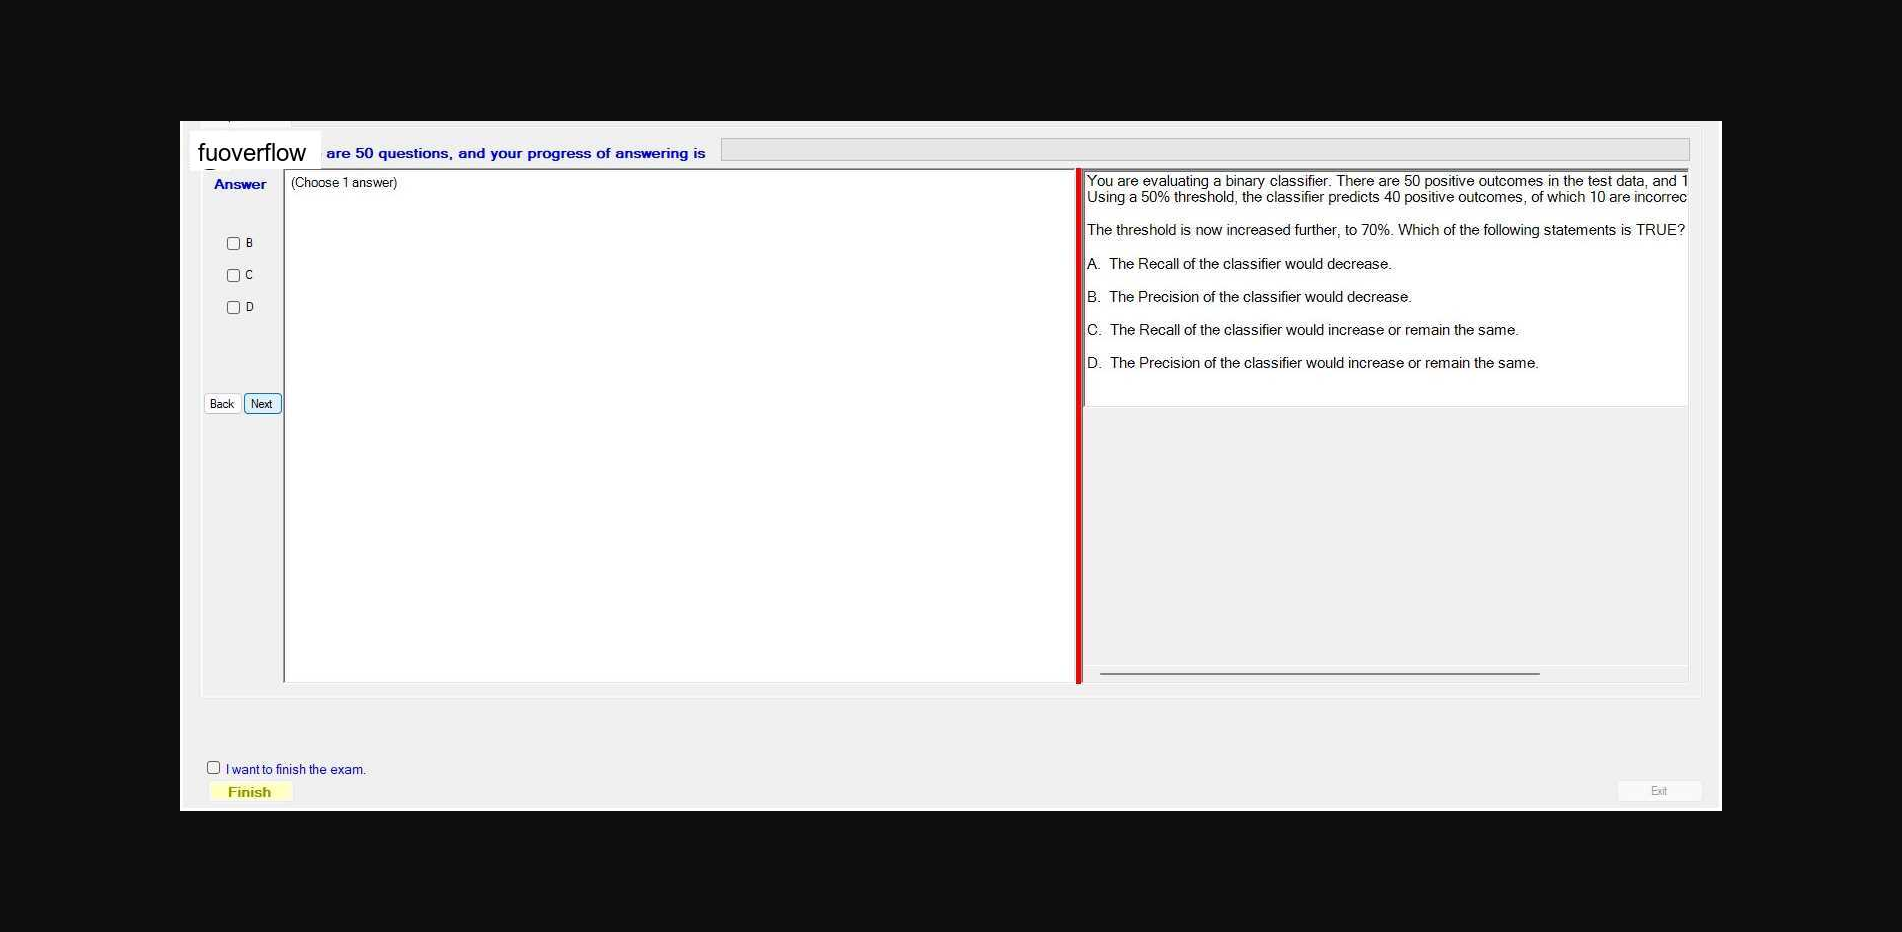 fuoverflow are 50 questions, and your progress of answering is
Answer
(Choose 1 answer)
B
C
D
Back Next
You are evaluating a binary classifier. There are 50 positive outcomes in the test data, and 1
Using a 50% threshold, the classifier predicts 40 positive outcomes, of which 10 are incorrec
The threshold is now increased further, to 70%. Which of the following statements is TRUE?
A. The Recall of the classifier would decrease.
B. The Precision of the classifier would decrease.
C. The Recall of the classifier would increase or remain the same.
D. The Precision of the classifier would increase or remain the same.
I want to finish the exam.
Finish
Exit